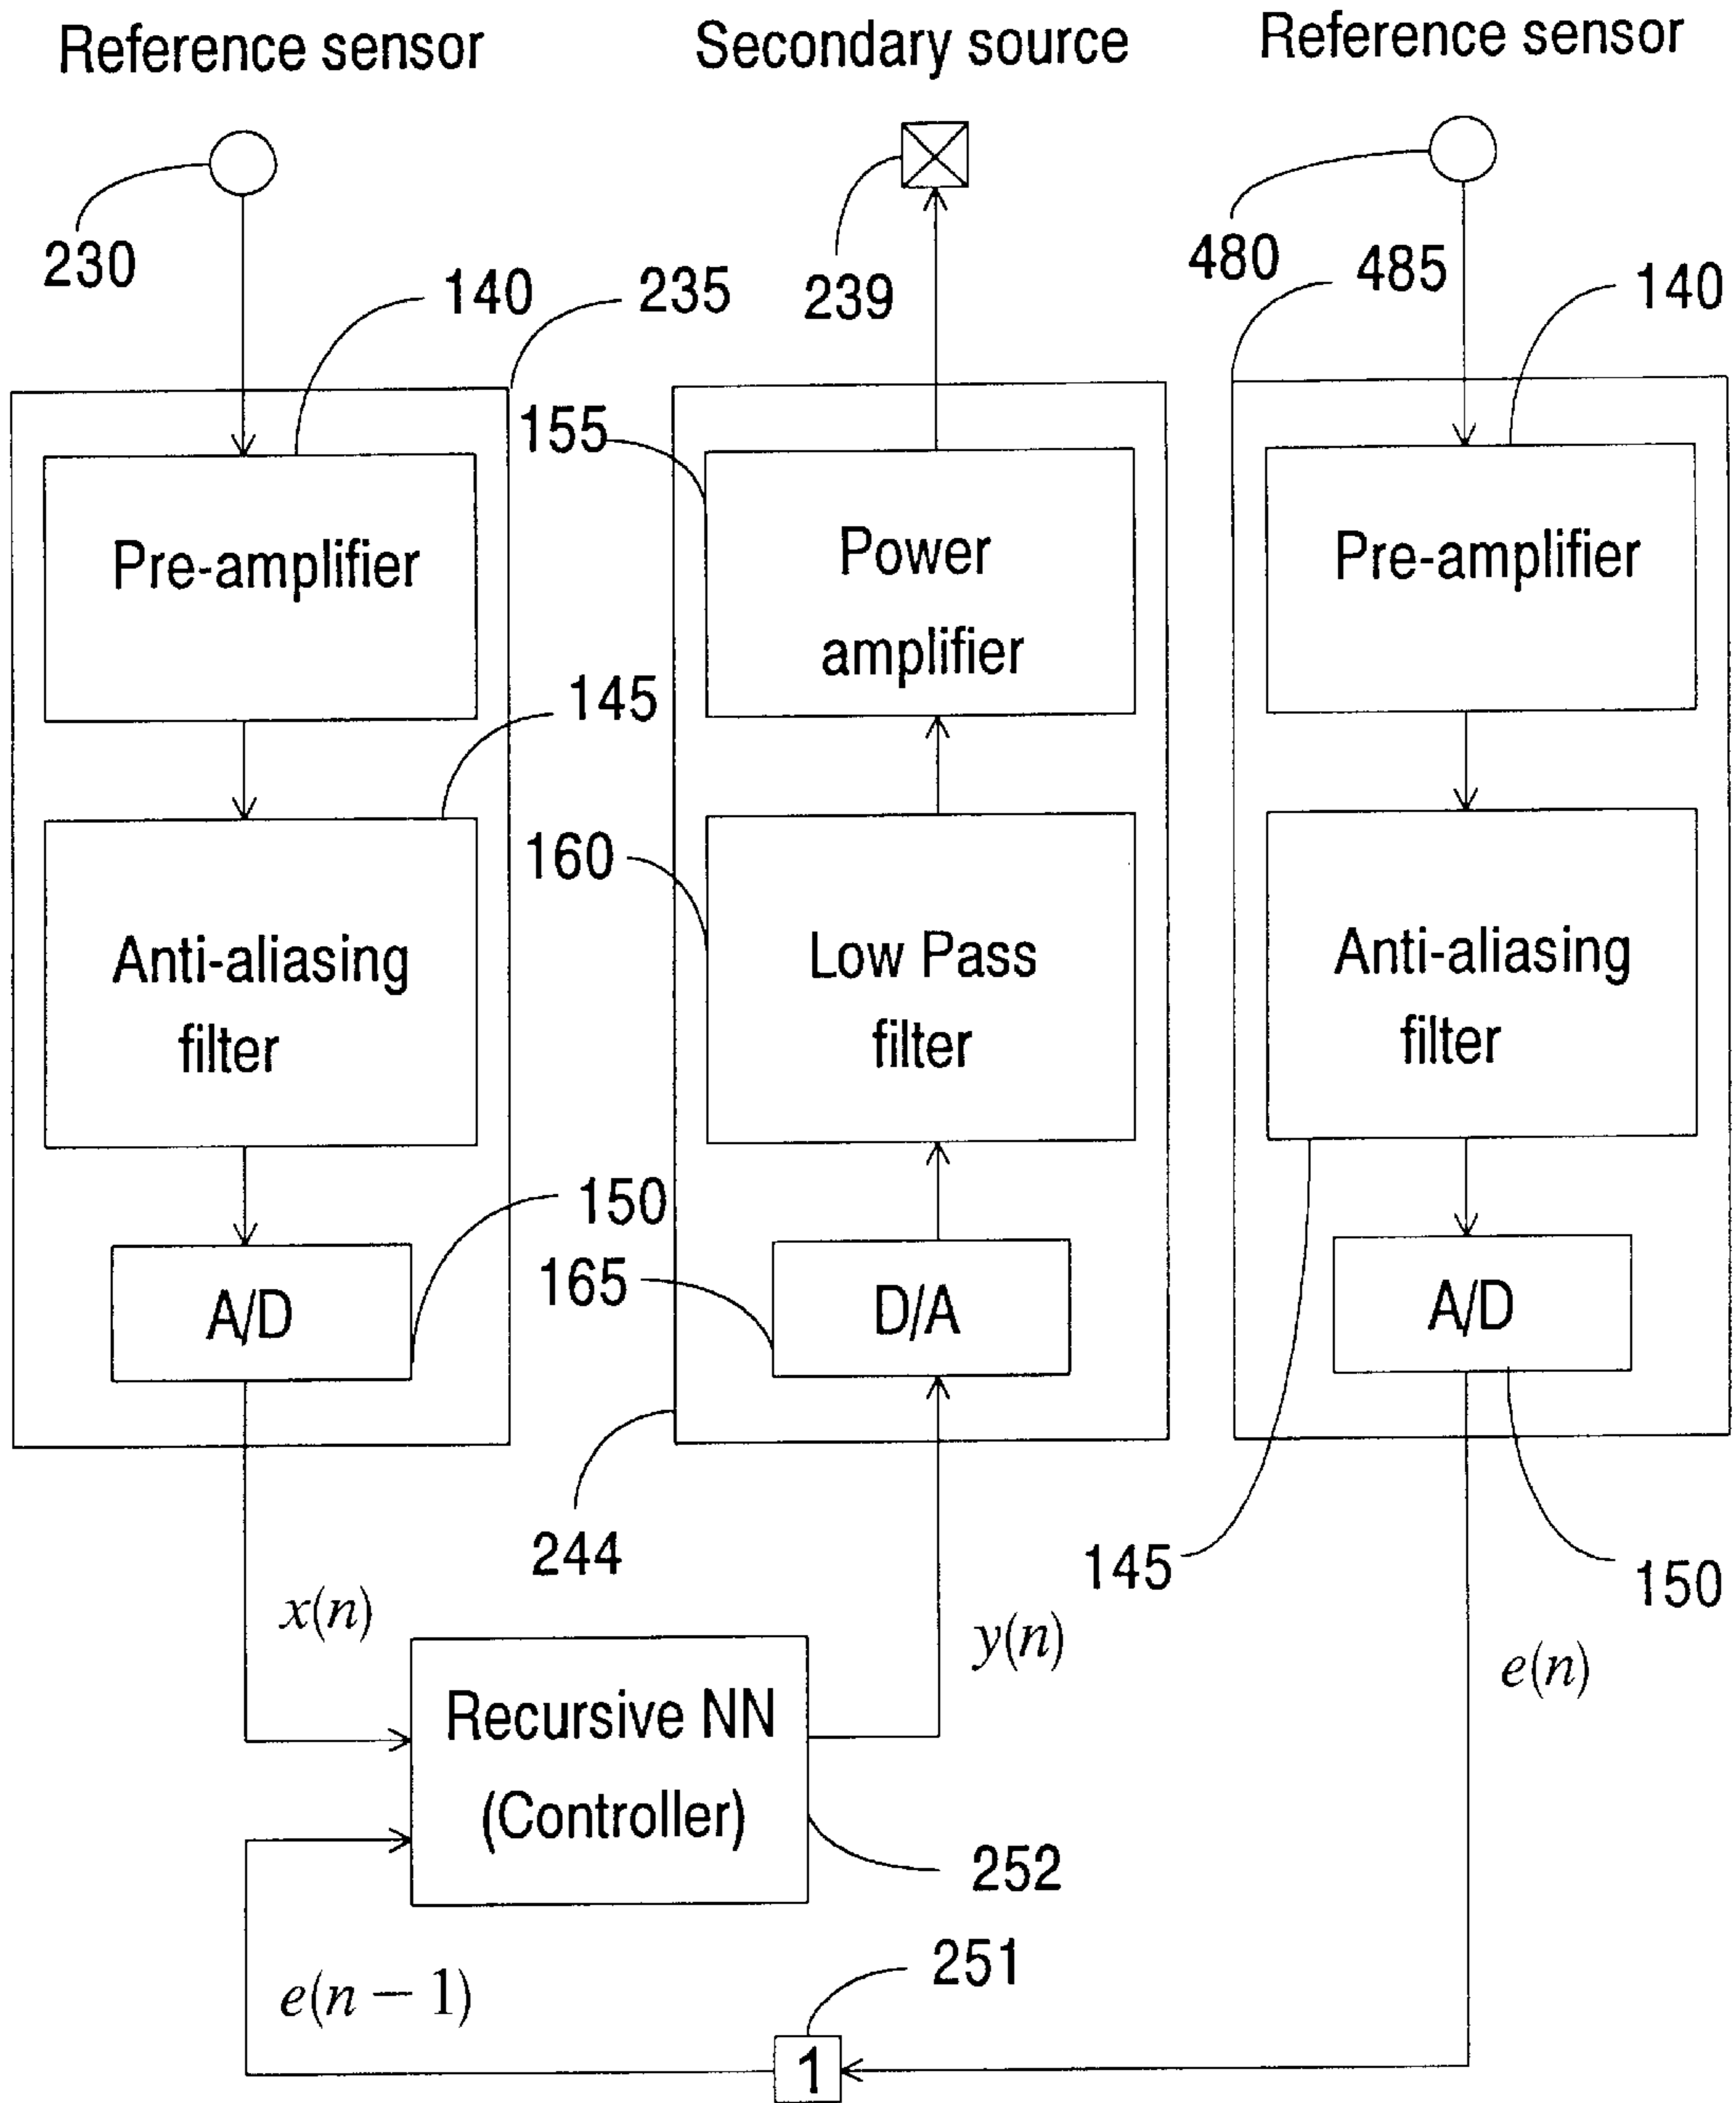 Reference sensor
Secondary source
Reference sensor
230
140
235
239
480
485
140
155
Pre-amplifier
Power
amplifier
Pre-amplifier
145
160
Anti-aliasing
filter
Low Pass
filter
Anti-aliasing
filter
150
165
A/D
D/A
A/D
244
145
150
x(n)
y(n)
e(n)
Recursive NN
(Controller)
252
251
e(n − 1)
1